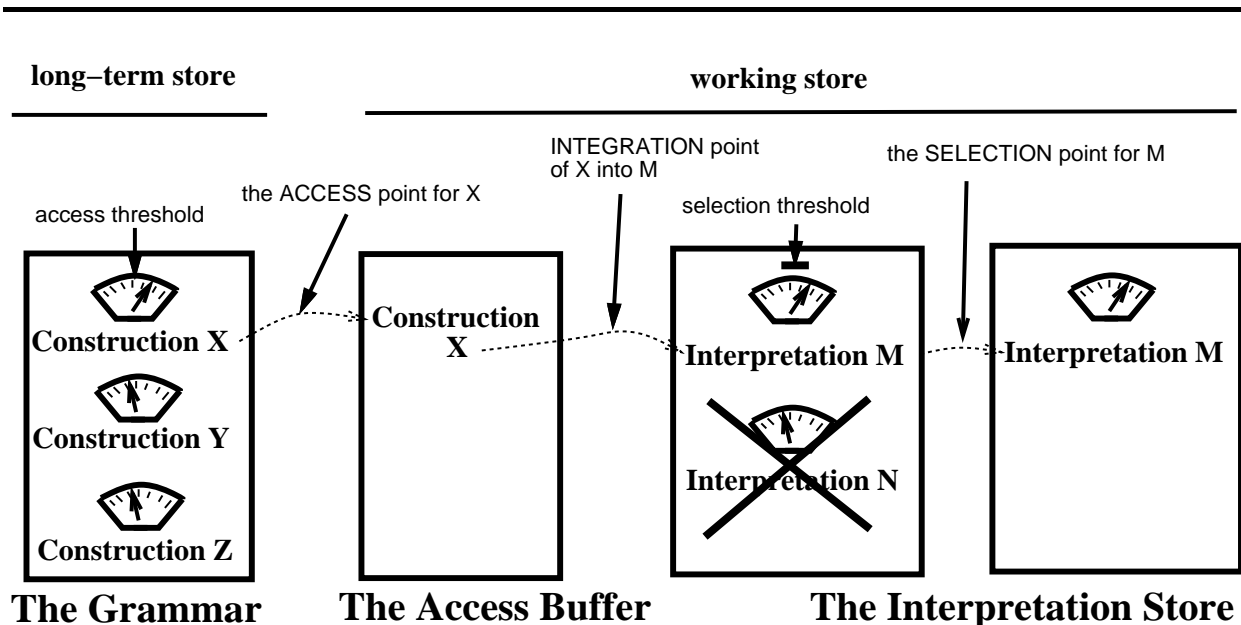 long–term store
working store
INTEGRATION point
of X into M
the SELECTION point for M
the ACCESS point for X
access threshold
selection threshold
Construction X
Construction
X
Interpretation M
Interpretation M
Construction Y
Interpretation N
Construction Z
The Grammar
The Access Buffer
The Interpretation Store